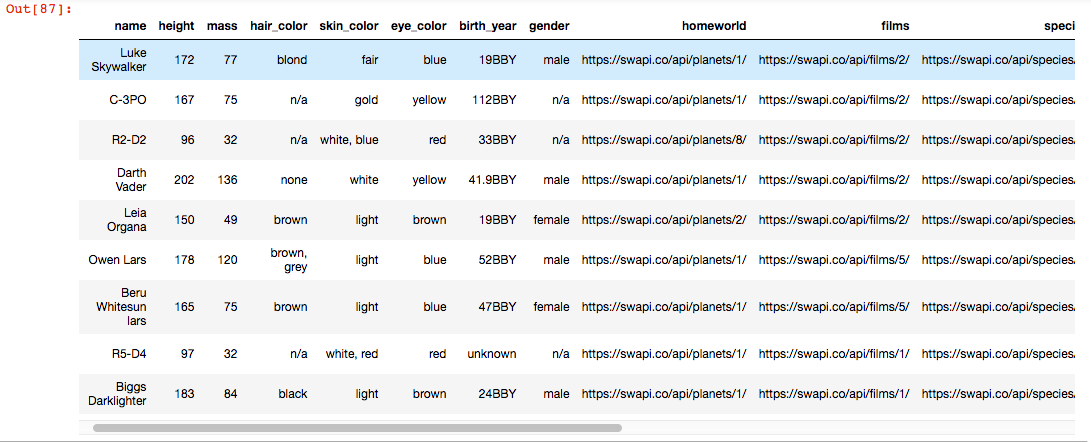 Out[87]:
name height mass hair_color skin_color eye_color birth_year gender homeworld films speci
Luke
Skywalker 172 77 blond fair blue 19BBY male https://swapi.co/api/planets/1/ https://swapi.co/api/films/2/ https://swapi.co/api/species/
C-3PO 167 75 n/a gold yellow 112BBY n/a https://swapi.co/api/planets/1/ https://swapi.co/api/films/2/ https://swapi.co/api/species/
R2-D2 96 32 n/a white, blue red 33BBY n/a https://swapi.co/api/planets/8/ https://swapi.co/api/films/2/ https://swapi.co/api/species/
Darth
Vader 202 136 none white yellow 41.9BBY male https://swapi.co/api/planets/1/ https://swapi.co/api/films/2/ https://swapi.co/api/species/
Leia
Organa 150 49 brown light brown 19BBY female https://swapi.co/api/planets/2/ https://swapi.co/api/films/2/ https://swapi.co/api/species/
Owen Lars 178 120 brown,
grey light blue 52BBY male https://swapi.co/api/planets/1/ https://swapi.co/api/films/5/ https://swapi.co/api/species/
Beru
Whitesun
lars 165 75 brown light blue 47BBY female https://swapi.co/api/planets/1/ https://swapi.co/api/films/5/ https://swapi.co/api/species/
R5-D4 97 32 n/a white, red red unknown n/a https://swapi.co/api/planets/1/ https://swapi.co/api/films/1/ https://swapi.co/api/species/
Biggs
Darklighter 183 84 black light brown 24BBY male https://swapi.co/api/planets/1/ https://swapi.co/api/films/1/ https://swapi.co/api/species/